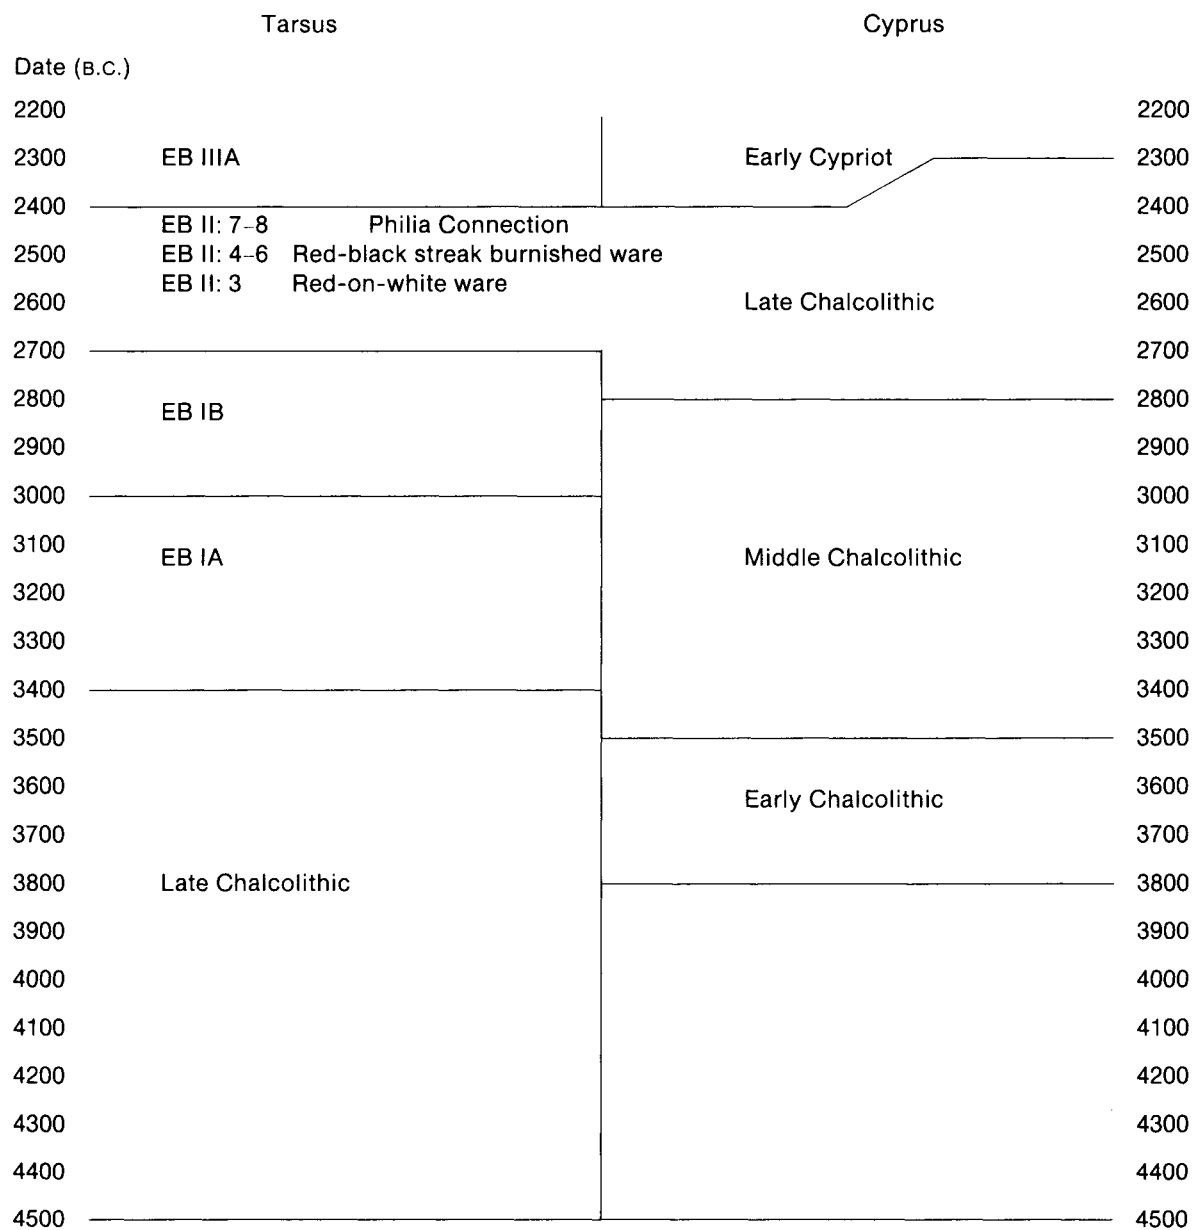 Tarsus Cyprus
Date (B.C.)
2200 2200
2300 EB IIIA Early Cypriot 2300
2400 2400
EB II: 7–8 Philia Connection
2500 EB II: 4–6 Red-black streak burnished ware 2500
EB II: 3 Red-on-white ware
2600 Late Chalcolithic 2600
2700 2700
2800 2800
EB IB
2900 2900
3000 3000
3100 EB IA Middle Chalcolithic 3100
3200 3200
3300 3300
3400 3400
3500 3500
3600 3600
Early Chalcolithic
3700 3700
3800 Late Chalcolithic 3800
3900 3900
4000 4000
4100 4100
4200 4200
4300 4300
4400 4400
4500 4500